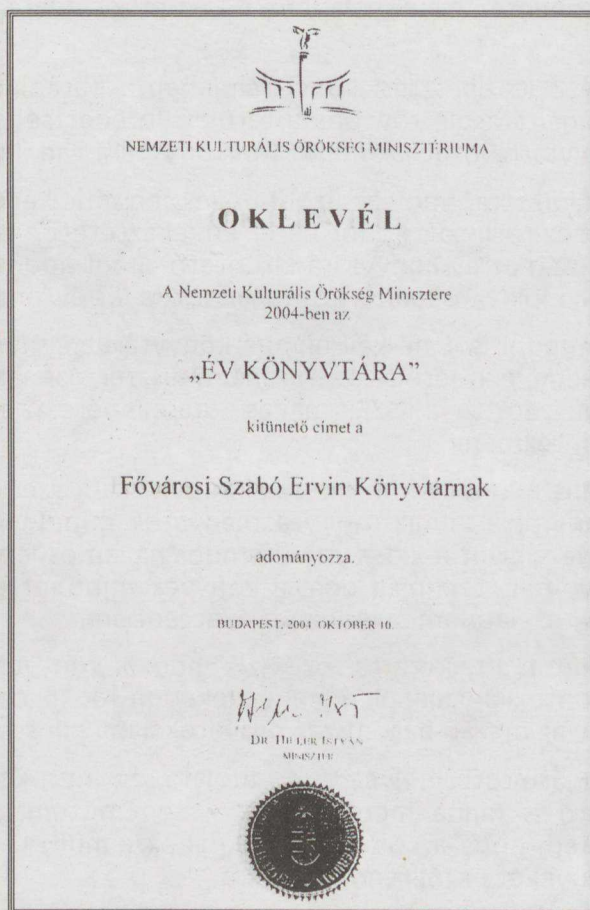 NEMZETI KULTURÁLIS ÖRÖKSÉG MINISZTÉRIUMA
OKLEVÉL
A Nemzeti Kulturális Örökség Minisztere
2004-ben az
„ÉV KÖNYVTÁRA”
kitüntető címet a
Fővárosi Szabó Ervin Könyvtárnak
adományozza.
BUDAPEST, 2004. OKTÓBER 10.
DR. HILLER ISTVÁN
MINISZTER